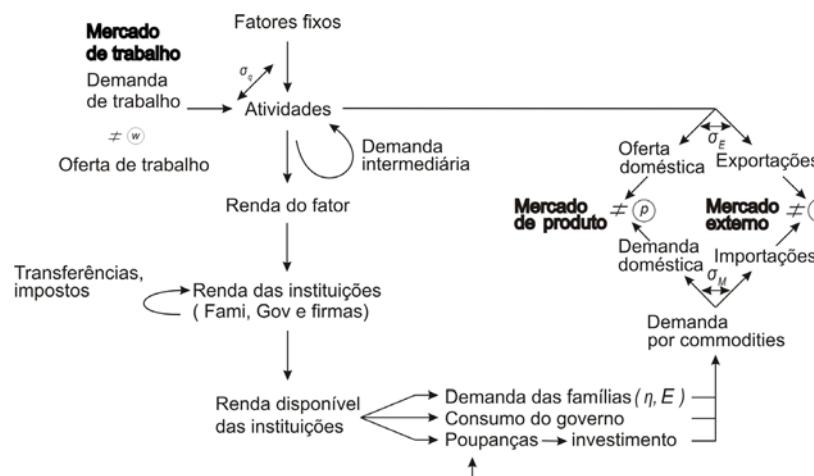 Fatores fixos
Mercado
de trabalho
Demanda
de trabalho
σq
Atividades
≠ w
Oferta de trabalho
Demanda
intermediária
Renda do fator
Transferências,
impostos
Renda das instituições
( Fami, Gov e firmas)
Renda disponível
das instituições
Demanda das famílias (η, E )
Consumo do governo
Poupanças
investimento
Oferta
doméstica
σE
Exportações
Mercado
de produto
≠ p
Mercado
externo
≠
Demanda
doméstica
Importações
σM
Demanda
por commodities